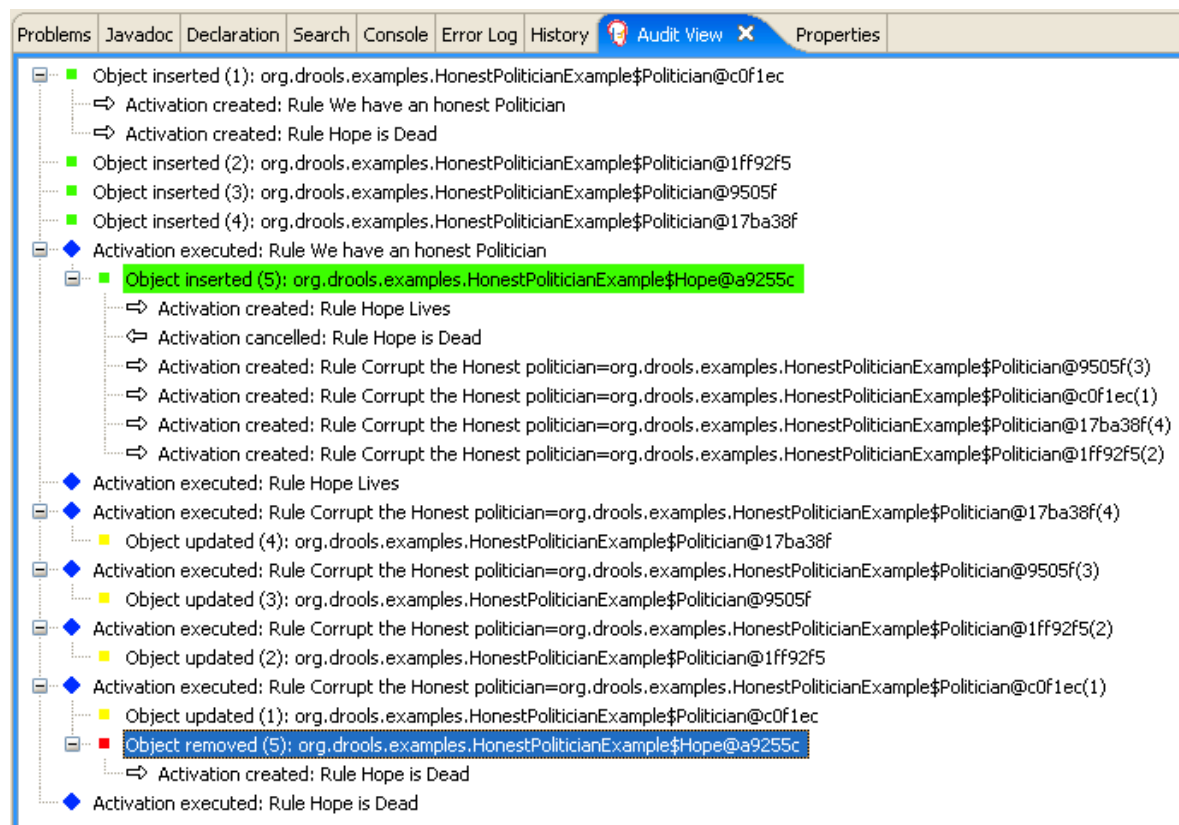 Problems Javadoc Declaration Search Console Error Log History Audit View Properties
Object inserted (1): org.drools.examples.HonestPoliticianExample$Politician@c0f1ec
Activation created: Rule We have an honest Politician
Activation created: Rule Hope is Dead
Object inserted (2): org.drools.examples.HonestPoliticianExample$Politician@1ff92f5
Object inserted (3): org.drools.examples.HonestPoliticianExample$Politician@9505f
Object inserted (4): org.drools.examples.HonestPoliticianExample$Politician@17ba38f
Activation executed: Rule We have an honest Politician
Object inserted (5): org.drools.examples.HonestPoliticianExample$Hope@a9255c
Activation created: Rule Hope Lives
Activation cancelled: Rule Hope is Dead
Activation created: Rule Corrupt the Honest politician=org.drools.examples.HonestPoliticianExample$Politician@9505f(3)
Activation created: Rule Corrupt the Honest politician=org.drools.examples.HonestPoliticianExample$Politician@c0f1ec(1)
Activation created: Rule Corrupt the Honest politician=org.drools.examples.HonestPoliticianExample$Politician@17ba38f(4)
Activation created: Rule Corrupt the Honest politician=org.drools.examples.HonestPoliticianExample$Politician@1ff92f5(2)
Activation executed: Rule Hope Lives
Activation executed: Rule Corrupt the Honest politician=org.drools.examples.HonestPoliticianExample$Politician@17ba38f(4)
Object updated (4): org.drools.examples.HonestPoliticianExample$Politician@17ba38f
Activation executed: Rule Corrupt the Honest politician=org.drools.examples.HonestPoliticianExample$Politician@9505f(3)
Object updated (3): org.drools.examples.HonestPoliticianExample$Politician@9505f
Activation executed: Rule Corrupt the Honest politician=org.drools.examples.HonestPoliticianExample$Politician@1ff92f5(2)
Object updated (2): org.drools.examples.HonestPoliticianExample$Politician@1ff92f5
Activation executed: Rule Corrupt the Honest politician=org.drools.examples.HonestPoliticianExample$Politician@c0f1ec(1)
Object updated (1): org.drools.examples.HonestPoliticianExample$Politician@c0f1ec
Object removed (5): org.drools.examples.HonestPoliticianExample$Hope@a9255c
Activation created: Rule Hope is Dead
Activation executed: Rule Hope is Dead